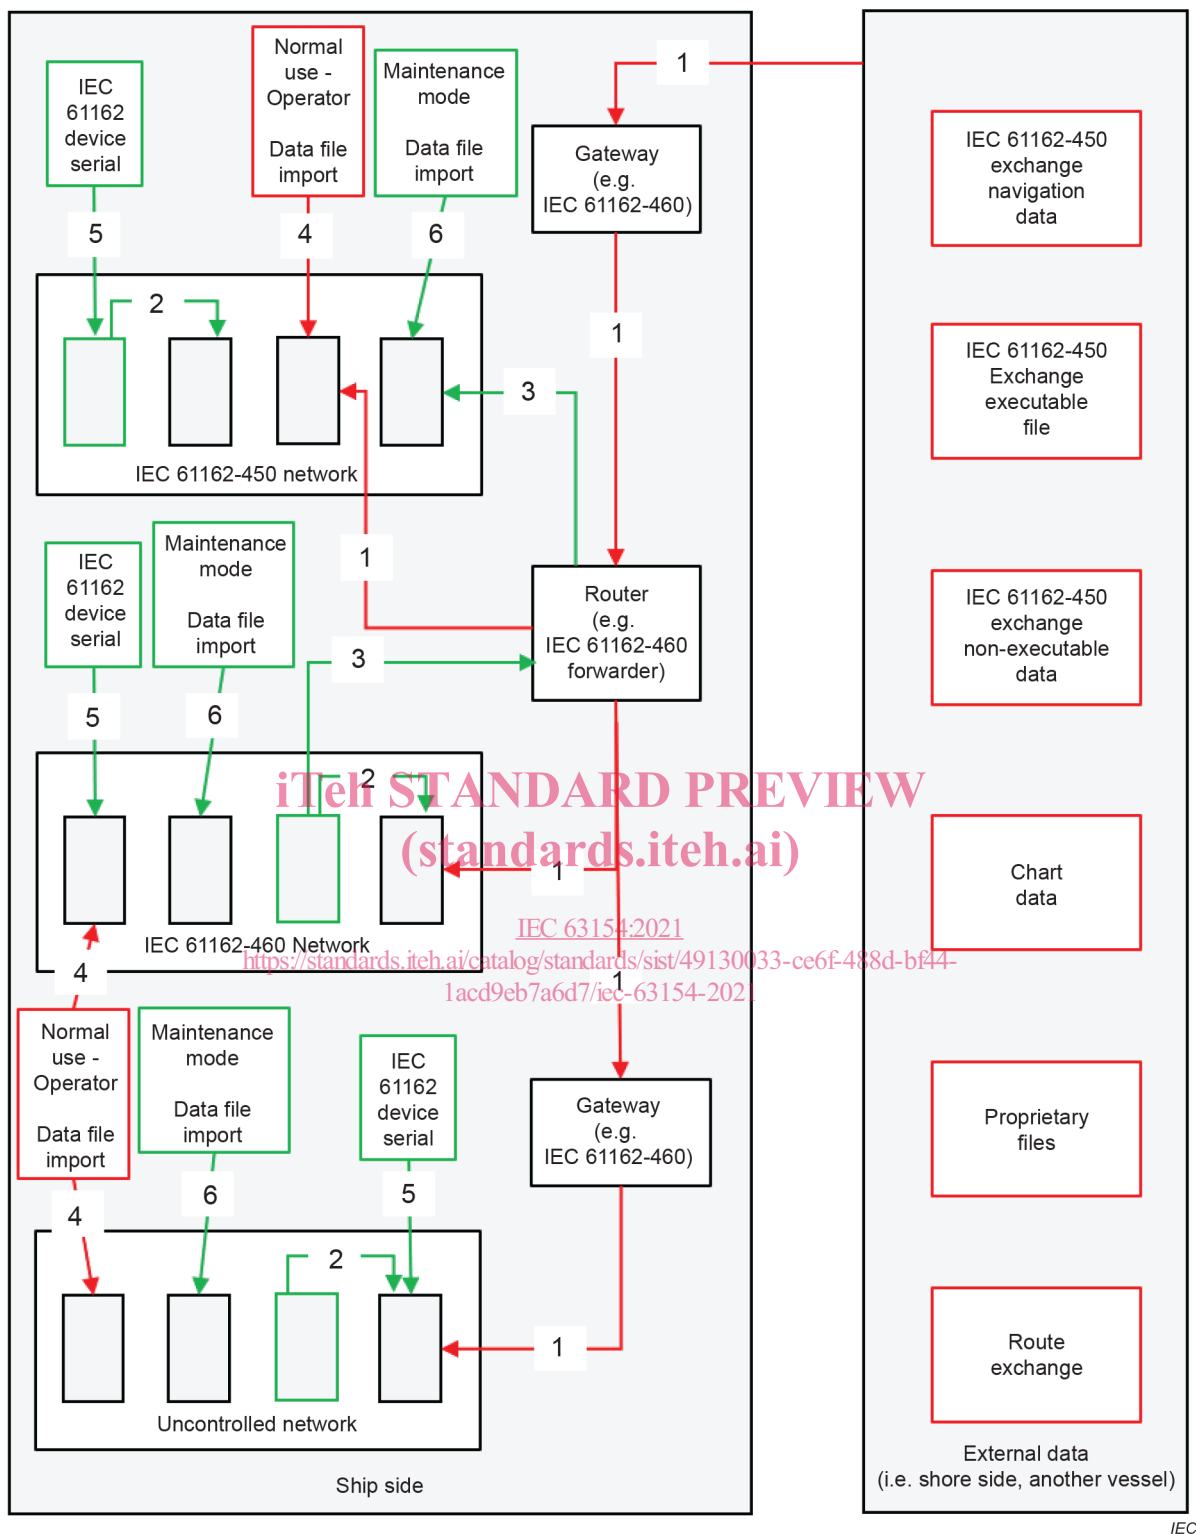 Normal
use -
Operator
Data file
import
Maintenance
mode
Data file
import
IEC
61162
device
serial
1
Gateway
(e.g.
IEC 61162-460)
5
4
6
2
1
3
IEC 61162-450 network
IEC
61162
device
serial
Maintenance
mode
Data file
import
1
Router
(e.g.
IEC 61162-460
forwarder)
3
5
6
2
iTeh STANDARD PREVIEW
(standards.iteh.ai)
1
IEC 61162-460 Network
IEC 63154:2021
https://standards.iteh.ai/catalog/standards/sist/49130033-ce6f-488d-bf44-
1acd9eb7a6d7/iec-63154-2021
4
1
Normal
use -
Operator
Data file
import
Maintenance
mode
Data file
import
IEC
61162
device
serial
Gateway
(e.g.
IEC 61162-460)
4
6
5
2
1
Uncontrolled network
Ship side
IEC 61162-450
exchange
navigation
data
IEC 61162-450
Exchange
executable
file
IEC 61162-450
exchange
non-executable
data
Chart
data
Proprietary
files
Route
exchange
External data
(i.e. shore side, another vessel)
IEC